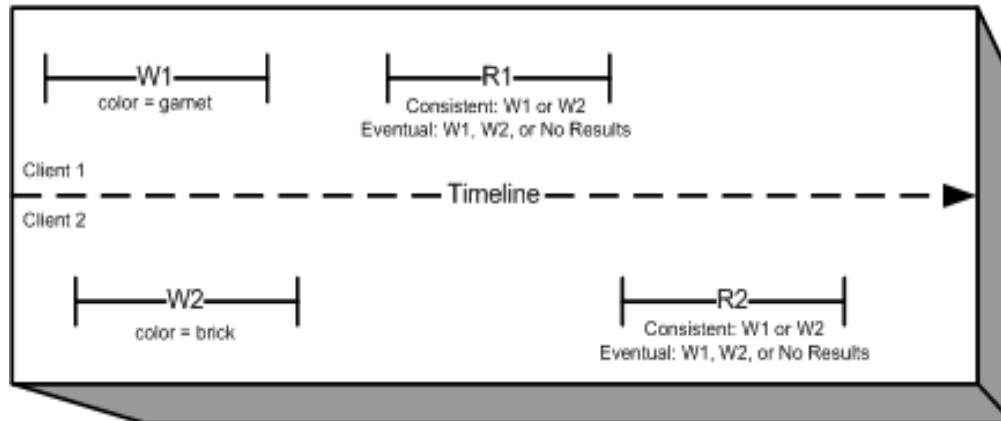 W1
color = garnet
R1
Consistent: W1 or W2
Eventual: W1, W2, or No Results
Client 1
Timeline
Client 2
W2
color = brick
R2
Consistent: W1 or W2
Eventual: W1, W2, or No Results